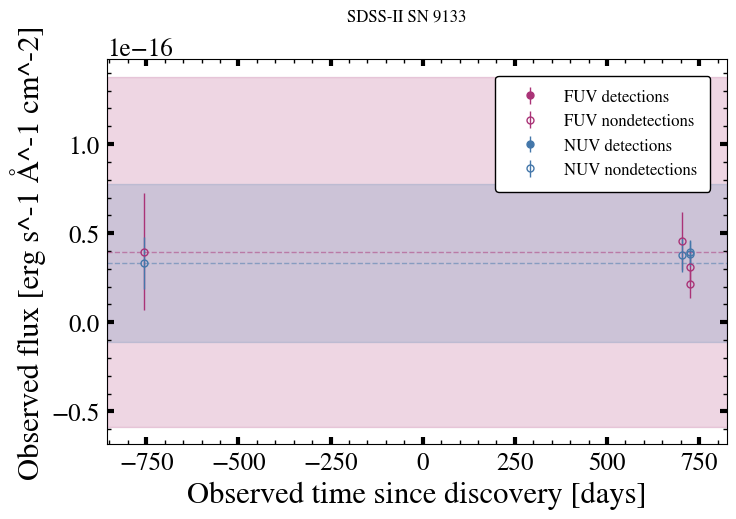 SDSS-II SN 9133
1e−16
Observed flux [erg s^-1 Å^-1 cm^-2]
1.0
0.5
0.0
−0.5
FUV detections
FUV nondetections
NUV detections
NUV nondetections
−750 −500 −250 0 250 500 750
Observed time since discovery [days]